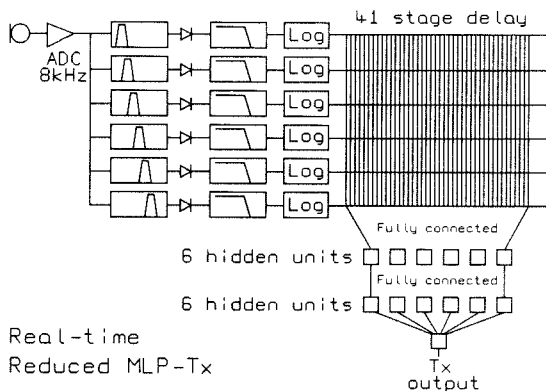 41 stage delay
ADC
8kHz
Log
Log
Log
Log
Log
Log
Fully connected
6 hidden units
Fully connected
6 hidden units
Real-time
Reduced MLP-Tx
Tx
output